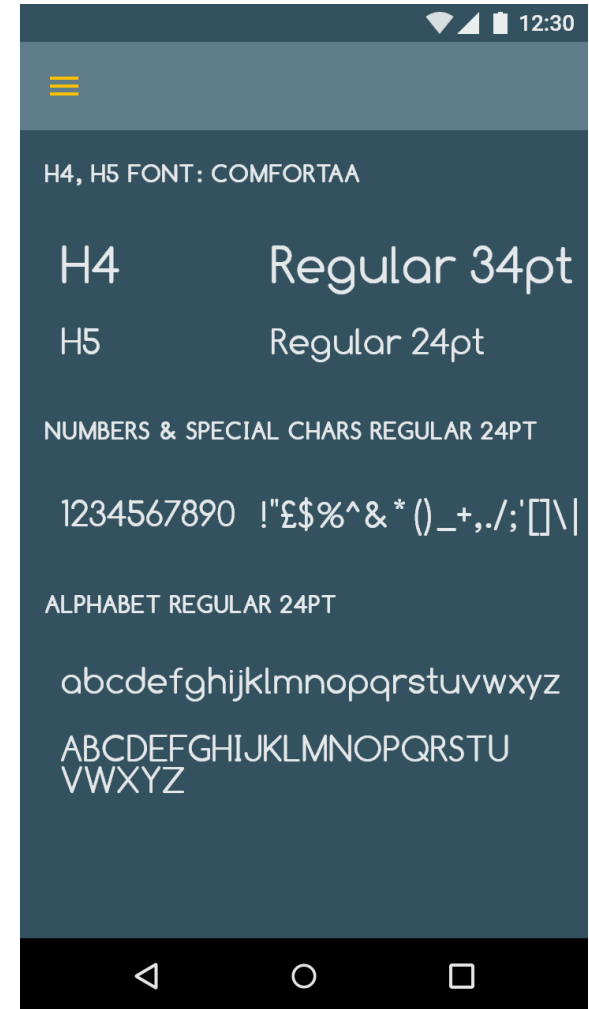 12:30
H4, H5 FONT: COMFORTAA
H4 Regular 34pt
H5 Regular 24pt
NUMBERS & SPECIAL CHARS REGULAR 24PT
1234567890 !"£$%^&*()_+,./;'[]\|
ALPHABET REGULAR 24PT
abcdefghijklmnopqrstuvwxyz
ABCDEFGHIJKLMNOPQRSTU
VWXYZ